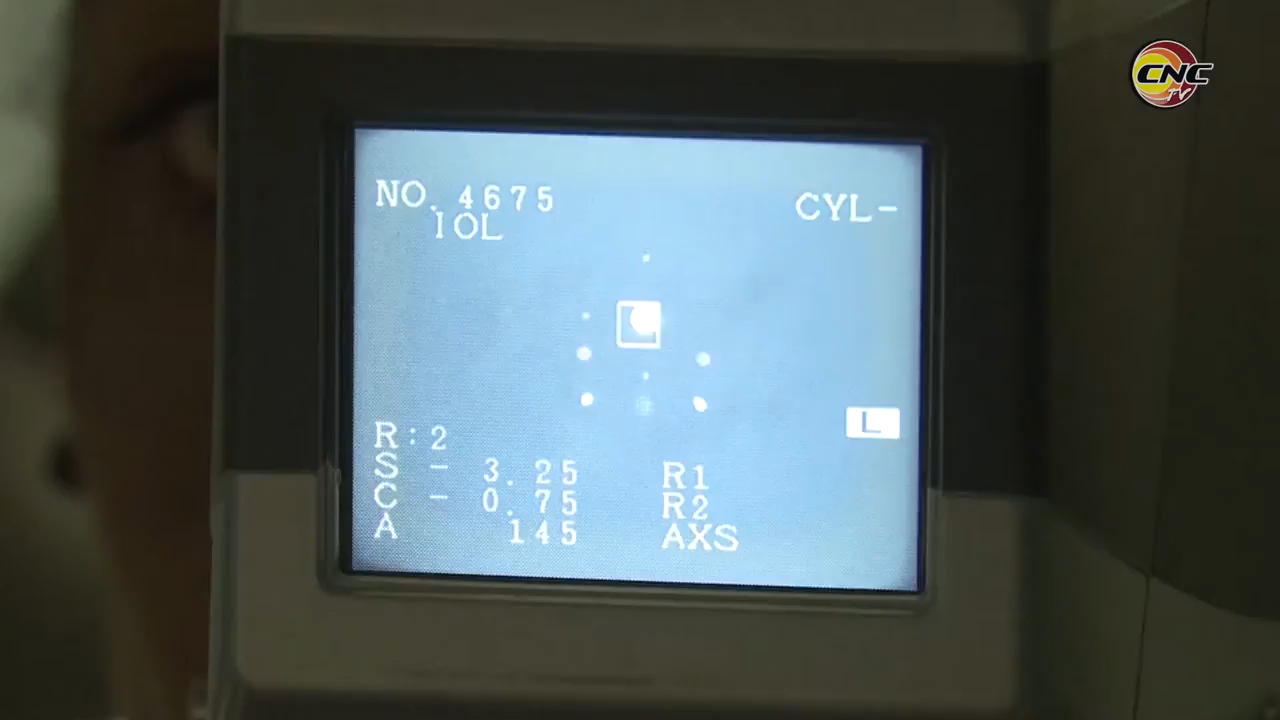 CNC
TV
NO. 4675
IOL
CYL-
L
R:2
S - 3.25
C - 0.75
A 145
R1
R2
AXS